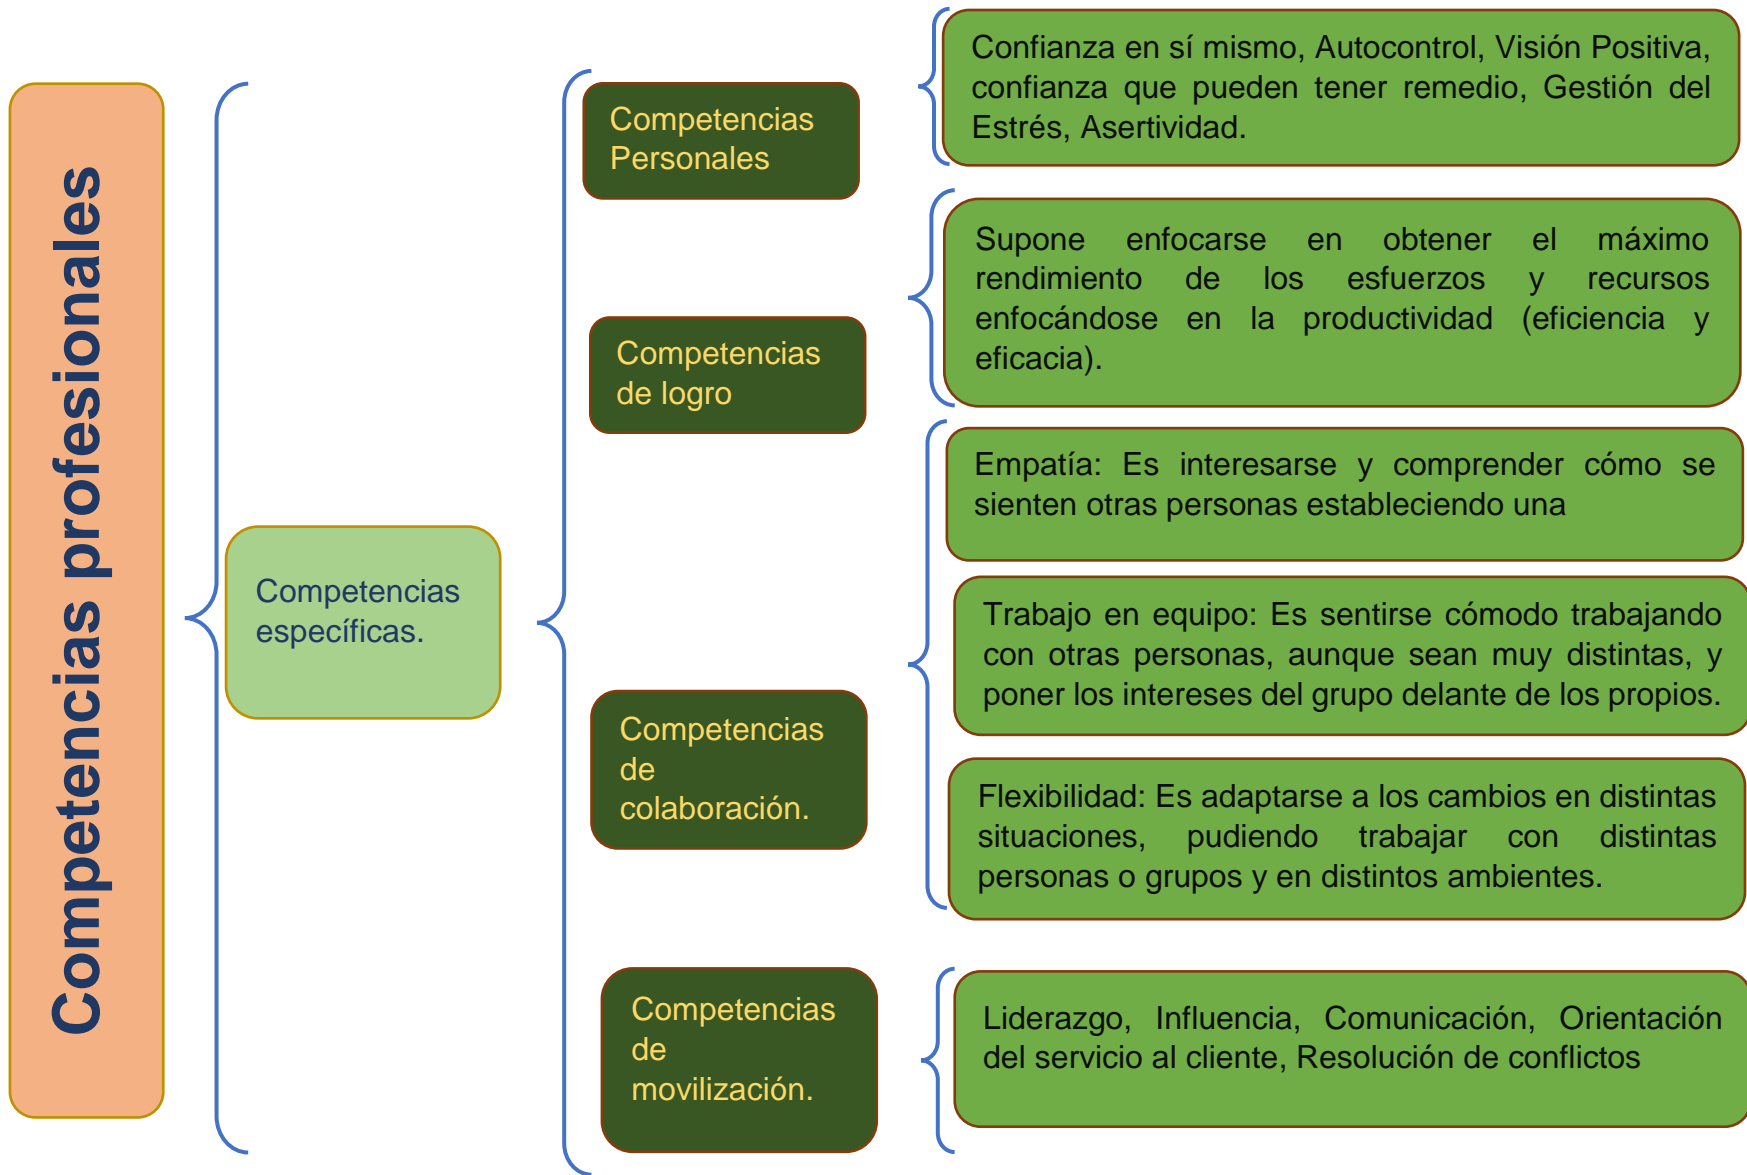 Competencias profesionales
Competencias
específicas.
Competencias
Personales
Confianza en sí mismo, Autocontrol, Visión Positiva,
confianza que pueden tener remedio, Gestión del
Estrés, Asertividad.
Competencias
de logro
Supone enfocarse en obtener el máximo
rendimiento de los esfuerzos y recursos
enfocándose en la productividad (eficiencia y
eficacia).
Competencias
de
colaboración.
Empatía: Es interesarse y comprender cómo se
sienten otras personas estableciendo una
Trabajo en equipo: Es sentirse cómodo trabajando
con otras personas, aunque sean muy distintas, y
poner los intereses del grupo delante de los propios.
Flexibilidad: Es adaptarse a los cambios en distintas
situaciones, pudiendo trabajar con distintas
personas o grupos y en distintos ambientes.
Competencias
de
movilización.
Liderazgo, Influencia, Comunicación, Orientación
del servicio al cliente, Resolución de conflictos